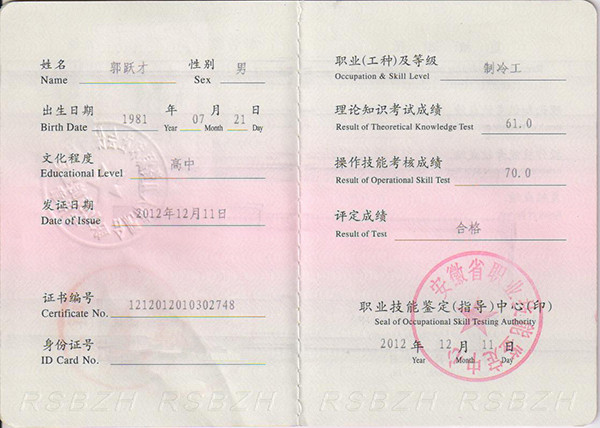 姓名 郭跃才 性别 男
Name Sex
出生日期 1981 年 07 月 21 日
Birth Date Year Month Day
文化程度 高中
Educational Level
发证日期 2012年12月11日
Date of Issue
证书编号 1212012010302748
Certificate No.
身份证号
ID Card No.
职业(工种)及等级 制冷工
Occupation & Skill Level
理论知识考试成绩 61.0
Result of Theoretical Knowledge Test
操作技能考核成绩 70.0
Result of Operational Skill Test
评定成绩 合格
Result of Test
安徽省职业技能鉴定中心
职业技能鉴定(指导)中心(印)
Seal of Occupational Skill Testing Authority
2012 年 12 月 11 日
Year Month Day
RSBZH RSBZH RSBZH RSBZH